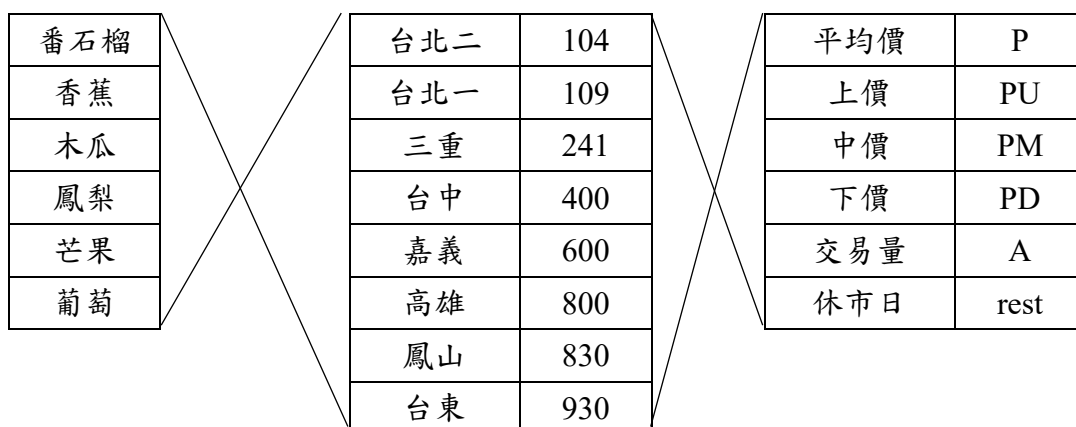 番石榴
香蕉
木瓜
鳳梨
芒果
葡萄
台北二 104
台北一 109
三重 241
台中 400
嘉義 600
高雄 800
鳳山 830
台東 930
平均價 P
上價 PU
中價 PM
下價 PD
交易量 A
休市日 rest